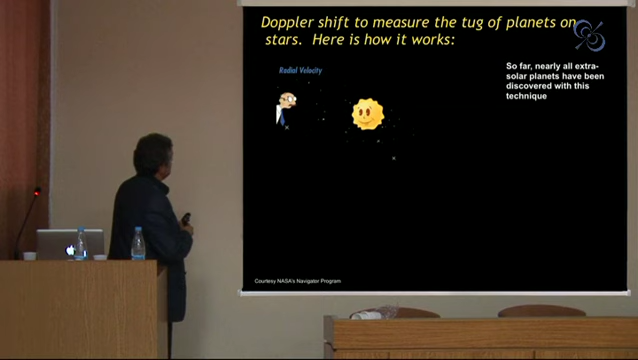 Doppler shift to measure the tug of planets on
stars. Here is how it works:
Radial Velocity
So far, nearly all extra-
solar planets have been
discovered with this
technique
Courtesy NASA's Navigator Program